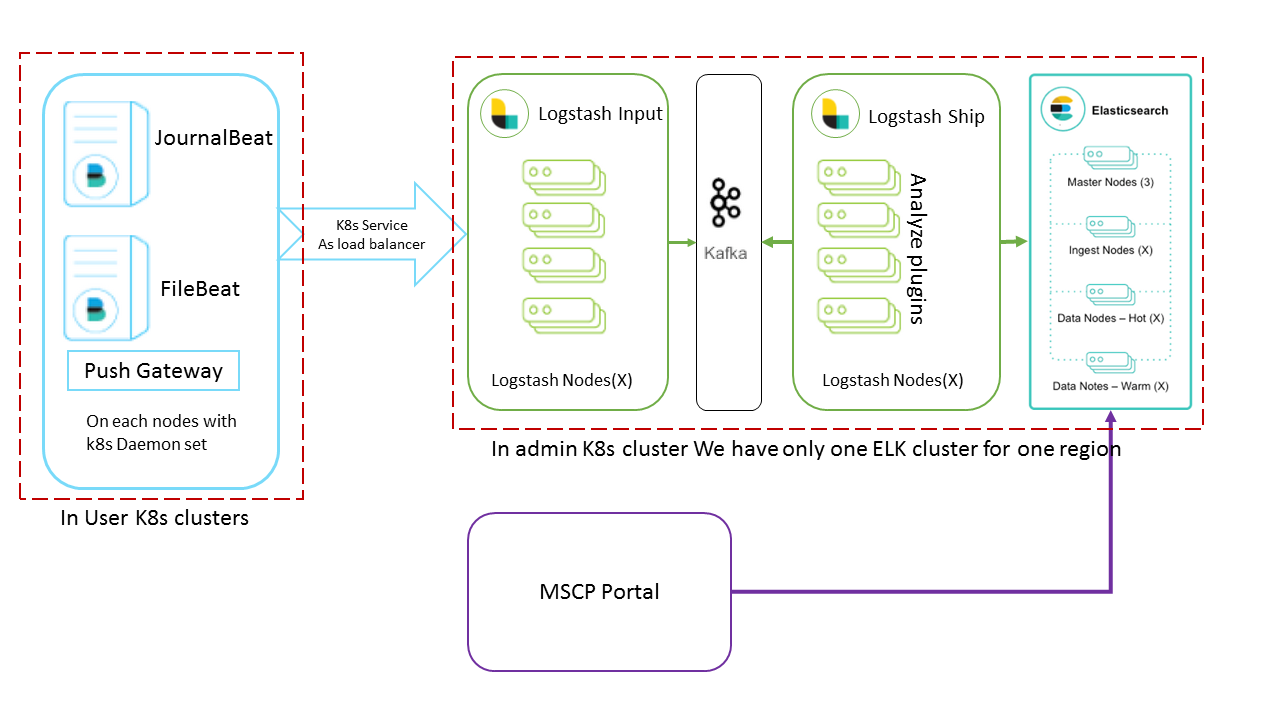 JournalBeat
FileBeat
Push Gateway
On each nodes with
k8s Daemon set
In User K8s clusters
K8s Service
As load balancer
Logstash Input
Logstash Nodes(X)
Kafka
Logstash Ship
Analyze plugins
Logstash Nodes(X)
Elasticsearch
Master Nodes (3)
Ingest Nodes (X)
Data Nodes – Hot (X)
Data Notes – Warm (X)
In admin K8s cluster We have only one ELK cluster for one region
MSCP Portal